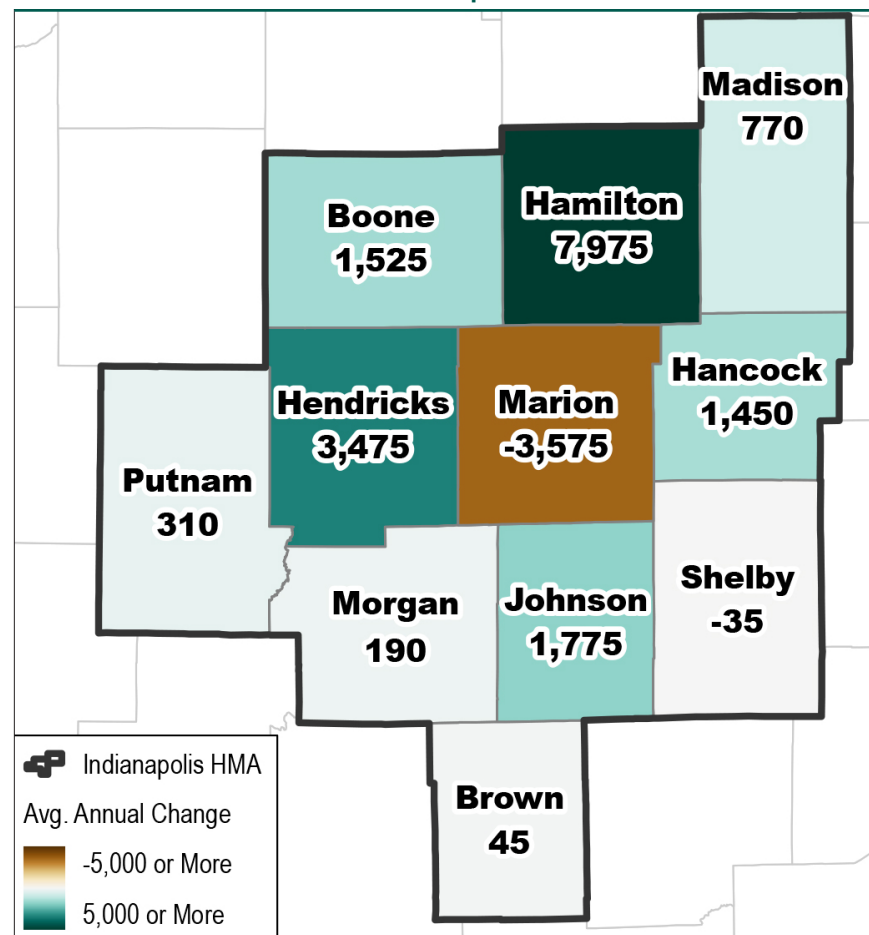 Madison
770
Hamilton
7,975
Boone
1,525
Hancock
1,450
Hendricks
3,475
Marion
-3,575
Putnam
310
Shelby
-35
Morgan
190
Johnson
1,775
Brown
45
Indianapolis HMA
Avg. Annual Change
-5,000 or More
5,000 or More